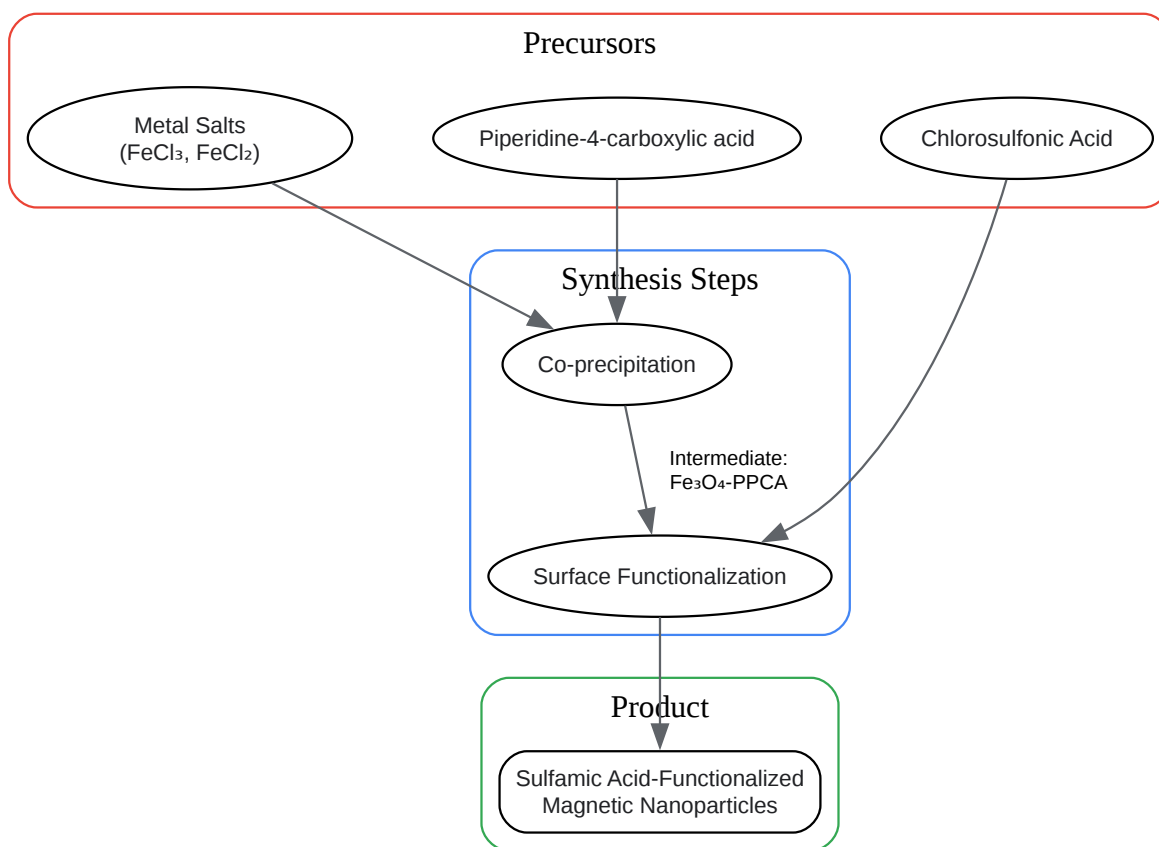 Precursors
Metal Salts
(FeCl₃, FeCl₂)
Piperidine-4-carboxylic acid
Chlorosulfonic Acid
Synthesis Steps
Co-precipitation
Intermediate:
Fe₃O₄-PPCA
Surface Functionalization
Product
Sulfamic Acid-Functionalized
Magnetic Nanoparticles